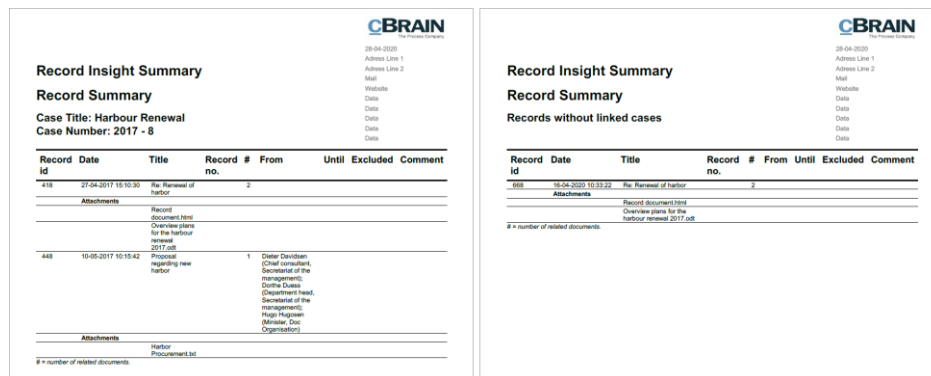 cBRAIN
The Process Company
28-04-2020
Adress Line 1
Adress Line 2
Mail
Website
Data
Data
Data
Data
Data
Record Insight Summary
Record Summary
Case Title: Harbour Renewal
Case Number: 2017 - 8
Record id Date Title Record no. # From Until Excluded Comment
418 27-04-2017 15:10:30 Re: Renewal of 2
harbor
Attachments
Record
document.html
Overview plans
for the harbour
renewal
2017.odt
448 10-05-2017 10:15:42 Proposal 1 Dieter Davidsen
regarding new (Chief consultant,
harbor Secretariat of the
management);
Dorthe Duess
(Department head,
Secretariat of the
management);
Hugo Hugosen
(Minister, Doc
Organisation)
Attachments
Harbor
Procurement.txt
# = number of related documents.
cBRAIN
The Process Company
28-04-2020
Adress Line 1
Adress Line 2
Mail
Website
Data
Data
Data
Data
Data
Record Insight Summary
Record Summary
Records without linked cases
Record id Date Title Record no. # From Until Excluded Comment
668 16-04-2020 10:33:22 Re: Renewal of harbor 2
Attachments
Record document.html
Overview plans for the
harbour renewal 2017.odt
# = number of related documents.